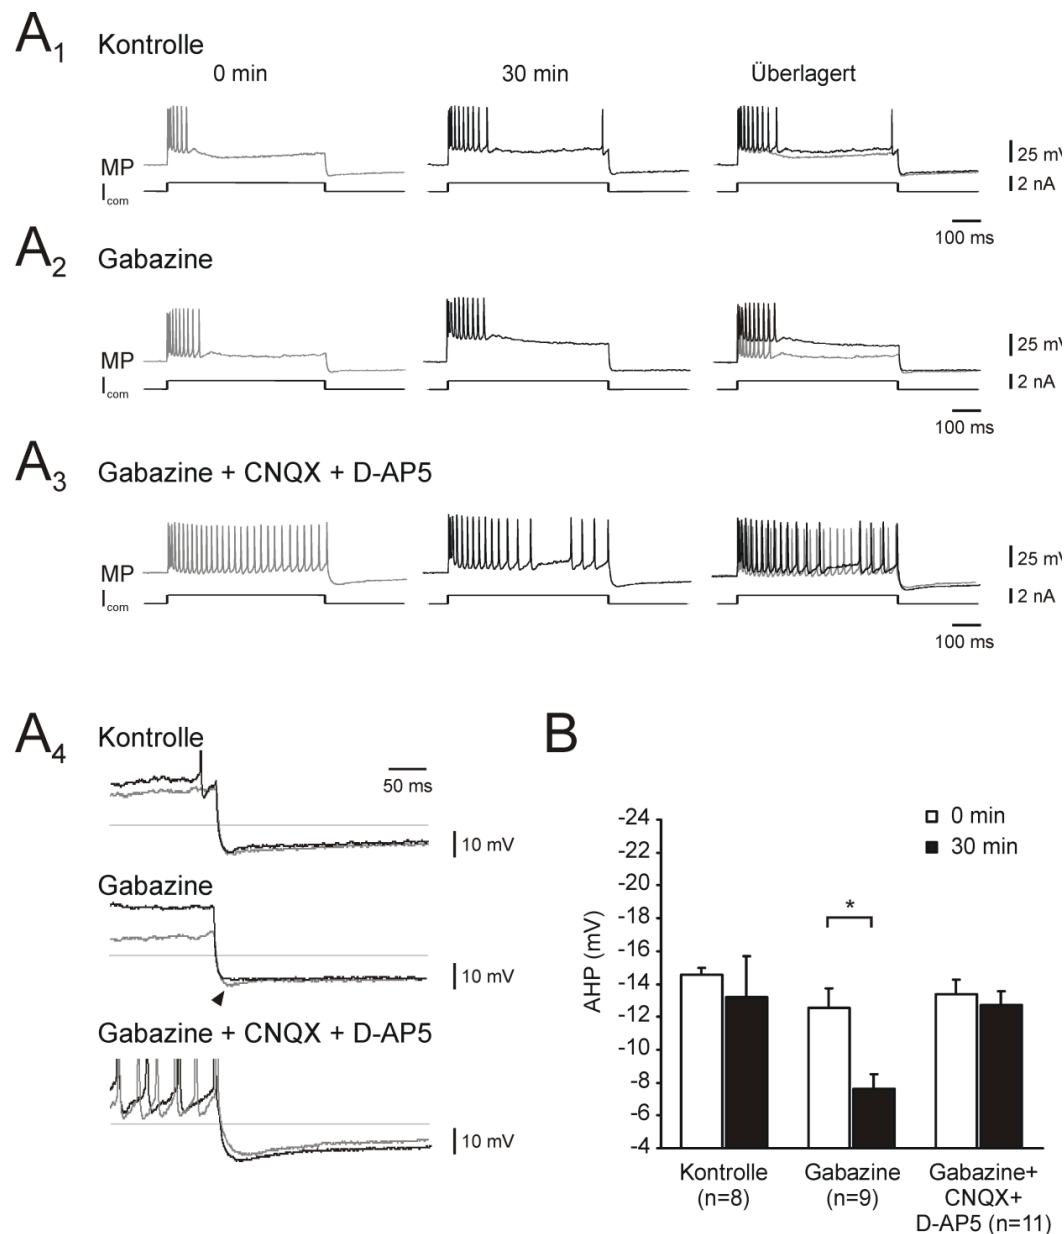 A1 Kontrolle
0 min 30 min Überlagert
MP
Icom
25 mV
2 nA
100 ms
A2 Gabazine
MP
Icom
25 mV
2 nA
100 ms
A3 Gabazine + CNQX + D-AP5
MP
Icom
25 mV
2 nA
100 ms
A4 Kontrolle
50 ms
10 mV
Gabazine
10 mV
Gabazine + CNQX + D-AP5
10 mV
B
0 min
30 min
AHP (mV)
-24
-22
-20
-18
-16
-14
-12
-10
-8
-6
-4
*
Kontrolle
(n=8)
Gabazine
(n=9)
Gabazine+
CNQX+
D-AP5 (n=11)